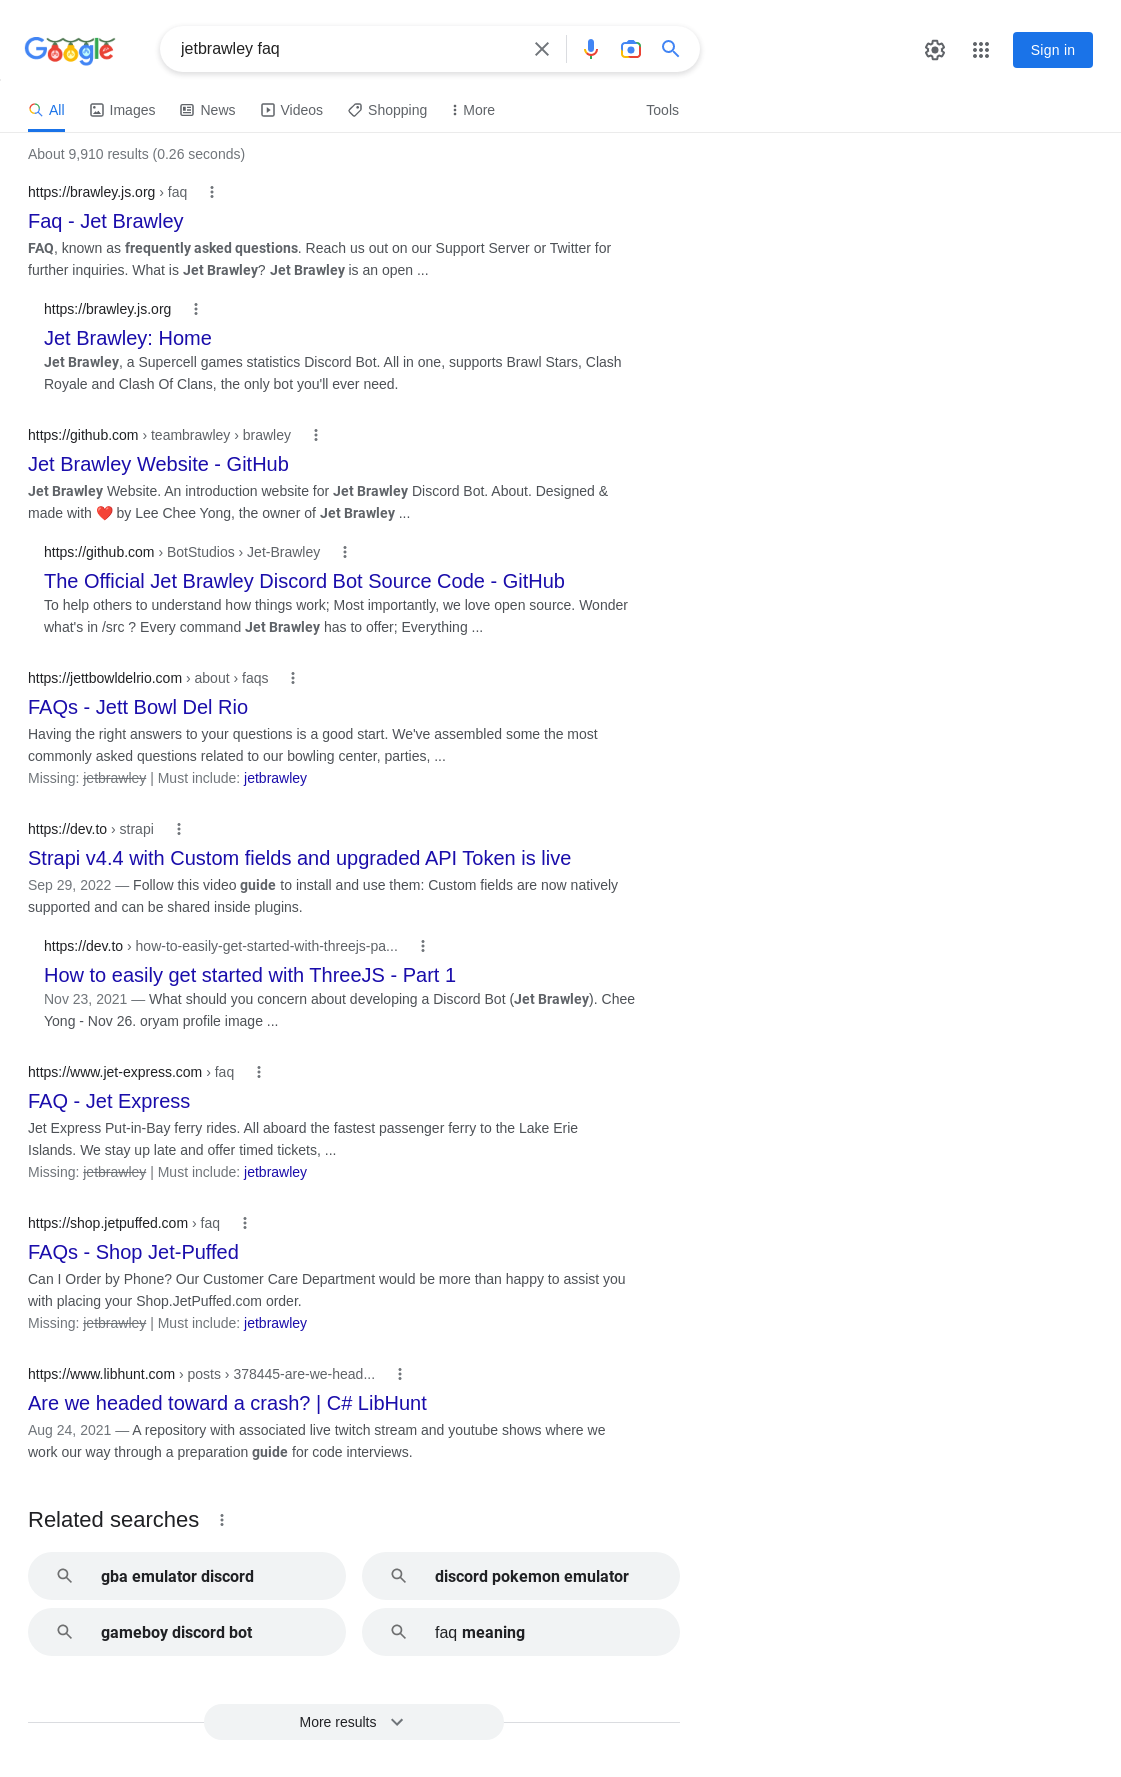 Google
jetbrawley faq
Sign in
All Images News Videos Shopping More Tools
About 9,910 results (0.26 seconds)
https://brawley.js.org › faq
Faq - Jet Brawley
FAQ, known as frequently asked questions. Reach us out on our Support Server or Twitter for
further inquiries. What is Jet Brawley? Jet Brawley is an open ...
https://brawley.js.org
Jet Brawley: Home
Jet Brawley, a Supercell games statistics Discord Bot. All in one, supports Brawl Stars, Clash
Royale and Clash Of Clans, the only bot you'll ever need.
https://github.com › teambrawley › brawley
Jet Brawley Website - GitHub
Jet Brawley Website. An introduction website for Jet Brawley Discord Bot. About. Designed &
made with ❤️ by Lee Chee Yong, the owner of Jet Brawley ...
https://github.com › BotStudios › Jet-Brawley
The Official Jet Brawley Discord Bot Source Code - GitHub
To help others to understand how things work; Most importantly, we love open source. Wonder
what's in /src ? Every command Jet Brawley has to offer; Everything ...
https://jettbowldelrio.com › about › faqs
FAQs - Jett Bowl Del Rio
Having the right answers to your questions is a good start. We've assembled some the most
commonly asked questions related to our bowling center, parties, ...
Missing: jetbrawley | Must include: jetbrawley
https://dev.to › strapi
Strapi v4.4 with Custom fields and upgraded API Token is live
Sep 29, 2022 — Follow this video guide to install and use them: Custom fields are now natively
supported and can be shared inside plugins.
https://dev.to › how-to-easily-get-started-with-threejs-pa...
How to easily get started with ThreeJS - Part 1
Nov 23, 2021 — What should you concern about developing a Discord Bot (Jet Brawley). Chee
Yong - Nov 26. oryam profile image ...
https://www.jet-express.com › faq
FAQ - Jet Express
Jet Express Put-in-Bay ferry rides. All aboard the fastest passenger ferry to the Lake Erie
Islands. We stay up late and offer timed tickets, ...
Missing: jetbrawley | Must include: jetbrawley
https://shop.jetpuffed.com › faq
FAQs - Shop Jet-Puffed
Can I Order by Phone? Our Customer Care Department would be more than happy to assist you
with placing your Shop.JetPuffed.com order.
Missing: jetbrawley | Must include: jetbrawley
https://www.libhunt.com › posts › 378445-are-we-head...
Are we headed toward a crash? | C# LibHunt
Aug 24, 2021 — A repository with associated live twitch stream and youtube shows where we
work our way through a preparation guide for code interviews.
Related searches
gba emulator discord
discord pokemon emulator
gameboy discord bot
faq meaning
More results